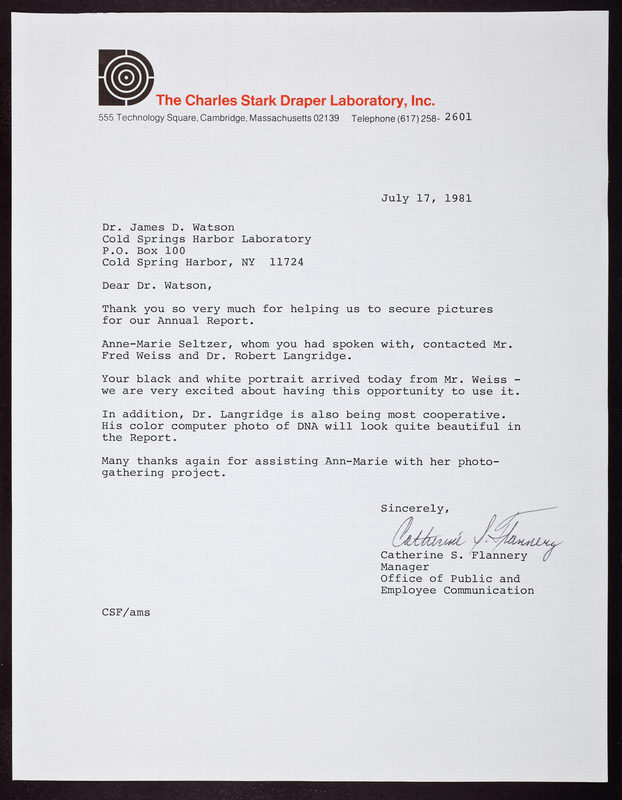 The Charles Stark Draper Laboratory, Inc.
555 Technology Square, Cambridge, Massachusetts 02139 Telephone (617) 258- 2601
July 17, 1981
Dr. James D. Watson
Cold Springs Harbor Laboratory
P.O. Box 100
Cold Spring Harbor, NY 11724
Dear Dr. Watson,
Thank you so very much for helping us to secure pictures
for our Annual Report.
Anne-Marie Seltzer, whom you had spoken with, contacted Mr.
Fred Weiss and Dr. Robert Langridge.
Your black and white portrait arrived today from Mr. Weiss -
we are very excited about having this opportunity to use it.
In addition, Dr. Langridge is also being most cooperative.
His color computer photo of DNA will look quite beautiful in
the Report.
Many thanks again for assisting Ann-Marie with her photo-
gathering project.
Sincerely,
Catherine S. Flannery
Catherine S. Flannery
Manager
Office of Public and
Employee Communication
CSF/ams